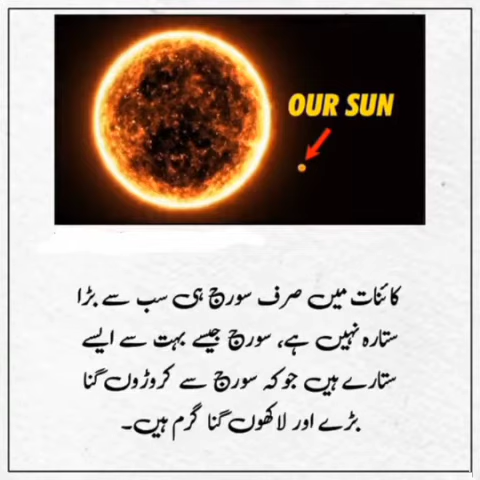 OUR SUN
کائنات میں صرف سورج ہی سب سے بڑا
ستارہ نہیں ہے، سورج جیسے بہت سے ایسے
ستارے ہیں جو کہ سورج سے کروڑوں گنا
بڑے اور لاکھوں گنا گرم ہیں۔